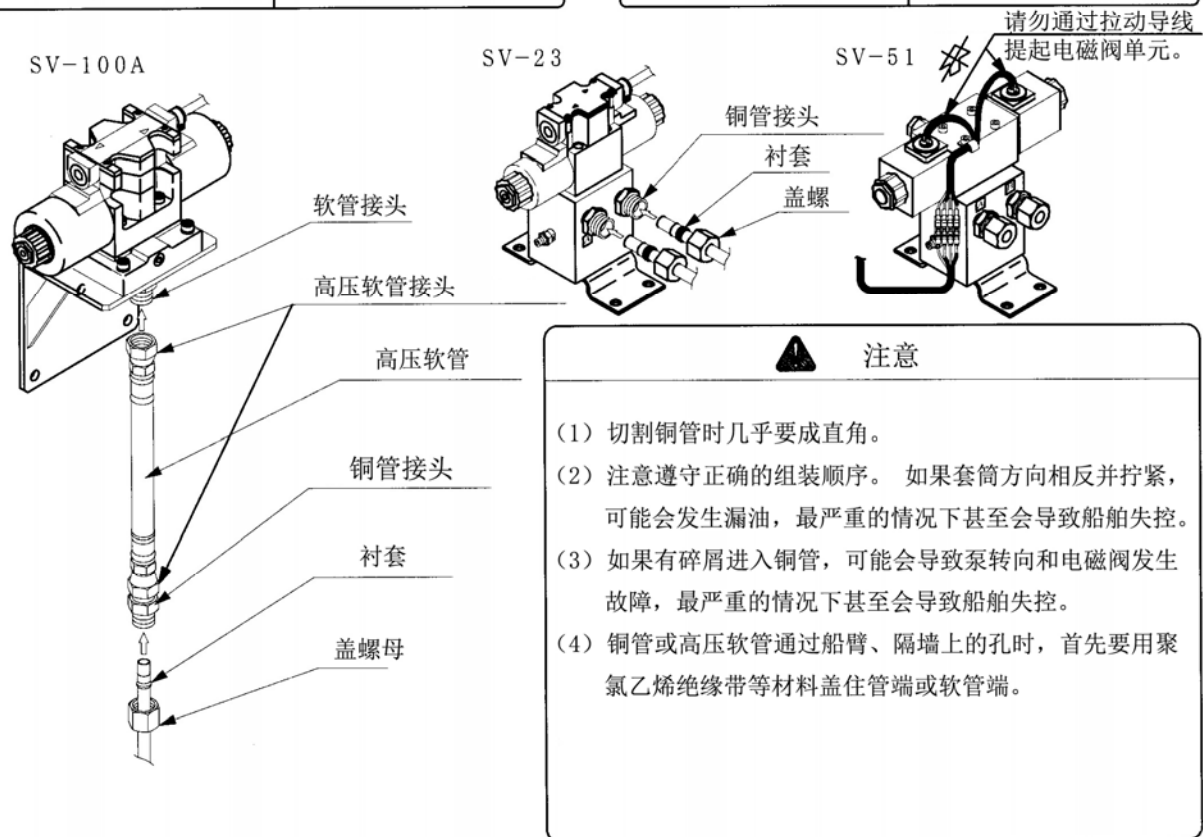 SV-100A
软管接头
高压软管接头
高压软管
铜管接头
衬套
盖螺母
SV-23
铜管接头
衬套
盖螺
SV-51
请勿通过拉动导线
提起电磁阀单元。
注意
(1) 切割铜管时几乎要成直角。
(2) 注意遵守正确的组装顺序。 如果套筒方向相反并拧紧，
可能会发生漏油，最严重的情况下甚至会导致船舶失控。
(3) 如果有碎屑进入铜管，可能会导致泵转向和电磁阀发生
故障，最严重的情况下甚至会导致船舶失控。
(4) 铜管或高压软管通过船臂、隔墙上的孔时，首先要用聚
氯乙烯绝缘带等材料盖住管端或软管端。